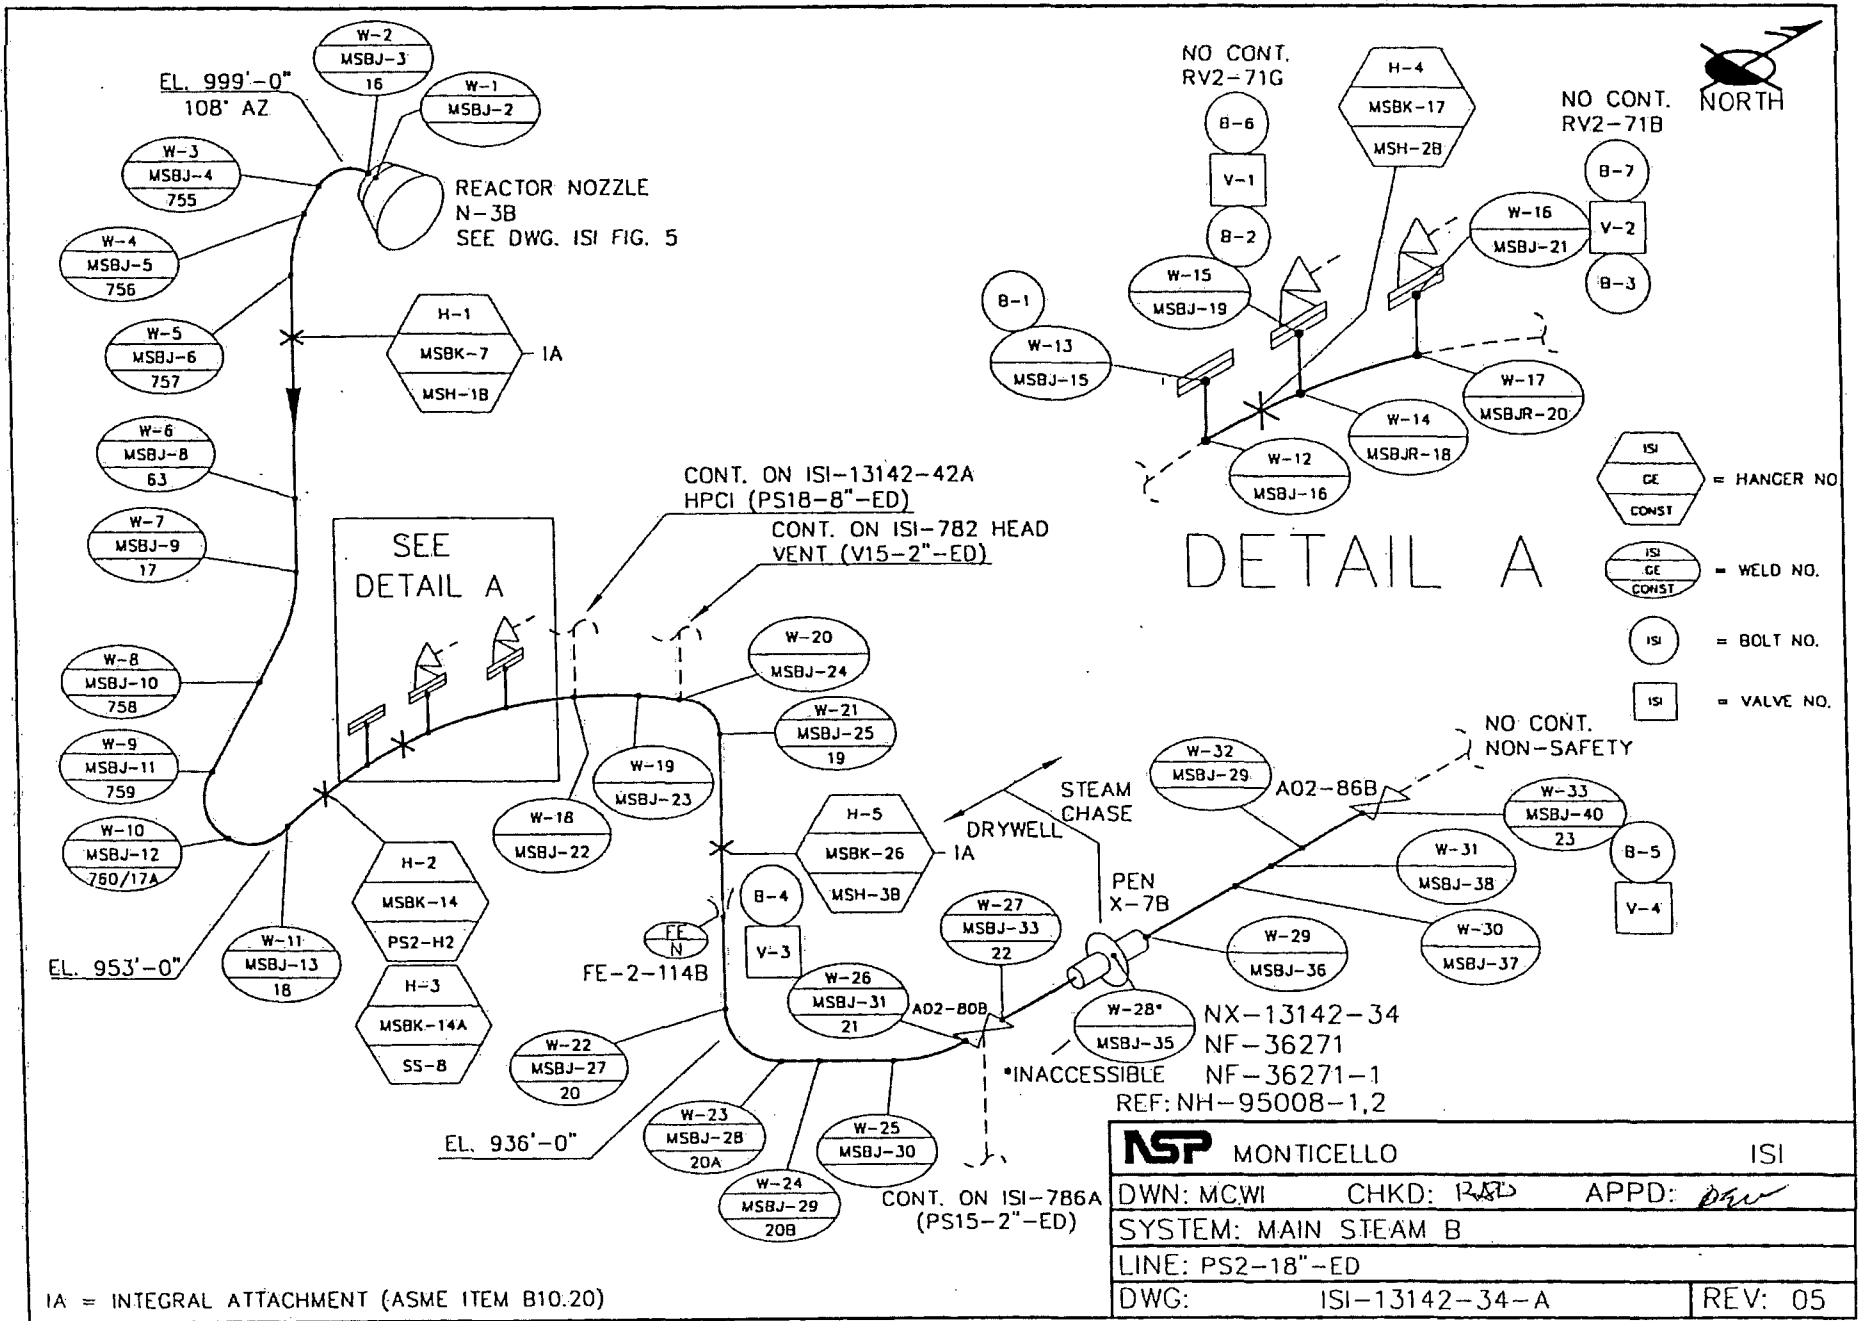 W-2
MSBJ-3
16
W-1
MSBJ-2
EL. 999'-0"
108° AZ
W-3
MSBJ-4
755
REACTOR NOZZLE
N-3B
SEE DWG. ISI FIG. 5
W-4
MSBJ-5
756
W-5
MSBJ-6
757
H-1
MSBK-7
MSH-1B
IA
W-6
MSBJ-8
63
W-7
MSBJ-9
17
SEE
DETAIL A
CONT. ON ISI-13142-42A
HPCI (PS18-8"-ED)
CONT. ON ISI-782 HEAD
VENT (V15-2"-ED)
W-8
MSBJ-10
758
W-9
MSBJ-11
759
W-10
MSBJ-12
760/17A
EL. 953'-0"
W-11
MSBJ-13
18
H-2
MSBK-14
PS2-H2
H-3
MSBK-14A
SS-8
W-18
MSBJ-22
W-19
MSBJ-23
W-20
MSBJ-24
W-21
MSBJ-25
19
H-5
MSBK-26
MSH-3B
IA
FE
N
FE-2-114B
B-4
V-3
W-22
MSBJ-27
20
EL. 936'-0"
W-23
MSBJ-28
20A
W-24
MSBJ-29
20B
W-25
MSBJ-30
W-26
MSBJ-31
21
AO2-80B
W-27
MSBJ-33
22
CONT. ON ISI-786A
(PS15-2"-ED)
DRYWELL
STEAM
CHASE
PEN
X-7B
W-28*
MSBJ-35
*INACCESSIBLE
W-29
MSBJ-36
W-30
MSBJ-37
W-31
MSBJ-38
W-32
MSBJ-29
AO2-86B
W-33
MSBJ-40
23
B-5
V-4
NO CONT.
NON-SAFETY
NO CONT.
RV2-71G
B-6
V-1
B-2
H-4
MSBK-17
MSH-2B
NO CONT.
RV2-71B
B-7
V-2
B-3
NORTH
W-16
MSBJ-21
W-15
MSBJ-19
B-1
W-13
MSBJ-15
W-17
MSBJR-20
W-14
MSBJR-18
W-12
MSBJ-16
DETAIL A
ISI
GE
CONST
= HANGER NO
ISI
GE
CONST
= WELD NO.
ISI
= BOLT NO.
ISI
= VALVE NO.
NX-13142-34
NF-36271
NF-36271-1
REF: NH-95008-1,2
NSP MONTICELLO ISI
DWN: MCWI CHKD: APPD:
SYSTEM: MAIN STEAM B
LINE: PS2-18"-ED
DWG: ISI-13142-34-A REV: 05
IA = INTEGRAL ATTACHMENT (ASME ITEM B10.20)